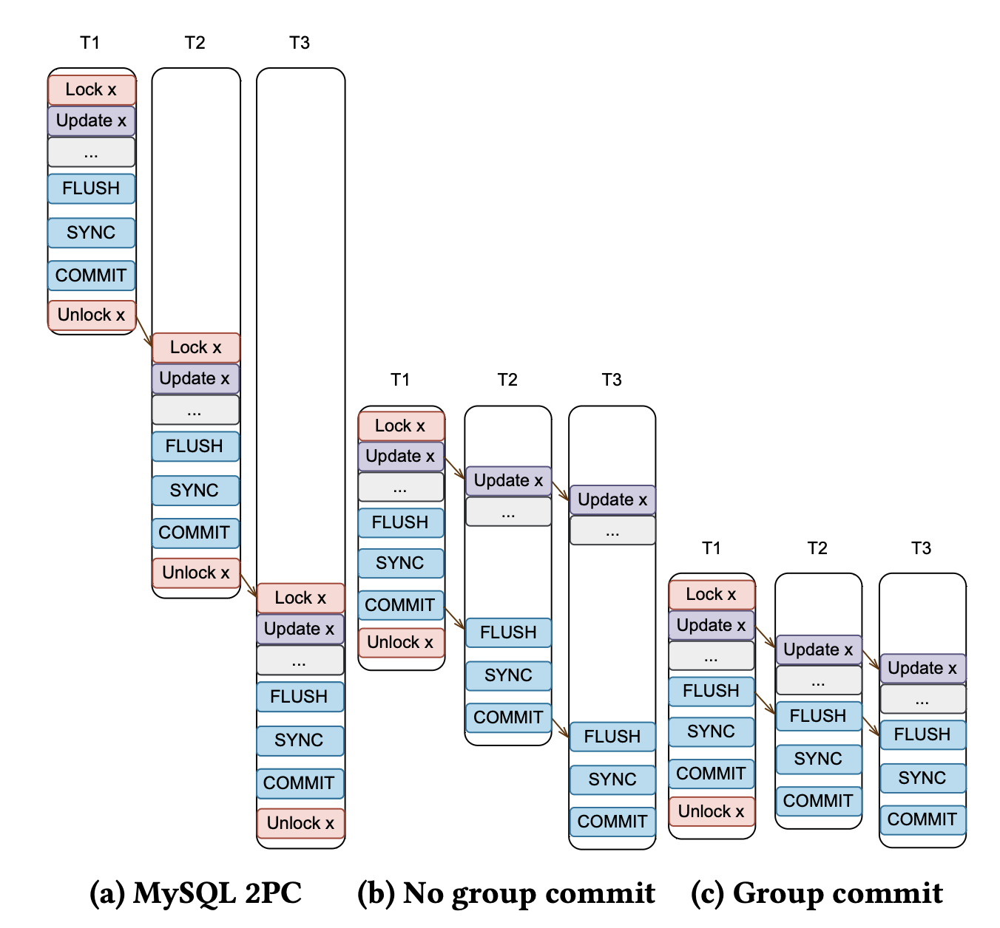 T1
T2
T3
Lock x
Update x
...
FLUSH
SYNC
COMMIT
Unlock x
Lock x
Update x
...
FLUSH
SYNC
COMMIT
Unlock x
Lock x
Update x
...
FLUSH
SYNC
COMMIT
Unlock x
(a) MySQL 2PC
T1
T2
T3
Lock x
Update x
...
FLUSH
SYNC
COMMIT
Unlock x
Update x
...
FLUSH
SYNC
COMMIT
Update x
...
FLUSH
SYNC
COMMIT
(b) No group commit
T1
T2
T3
Lock x
Update x
...
FLUSH
SYNC
COMMIT
Unlock x
Update x
...
FLUSH
SYNC
COMMIT
Update x
...
FLUSH
SYNC
COMMIT
(c) Group commit